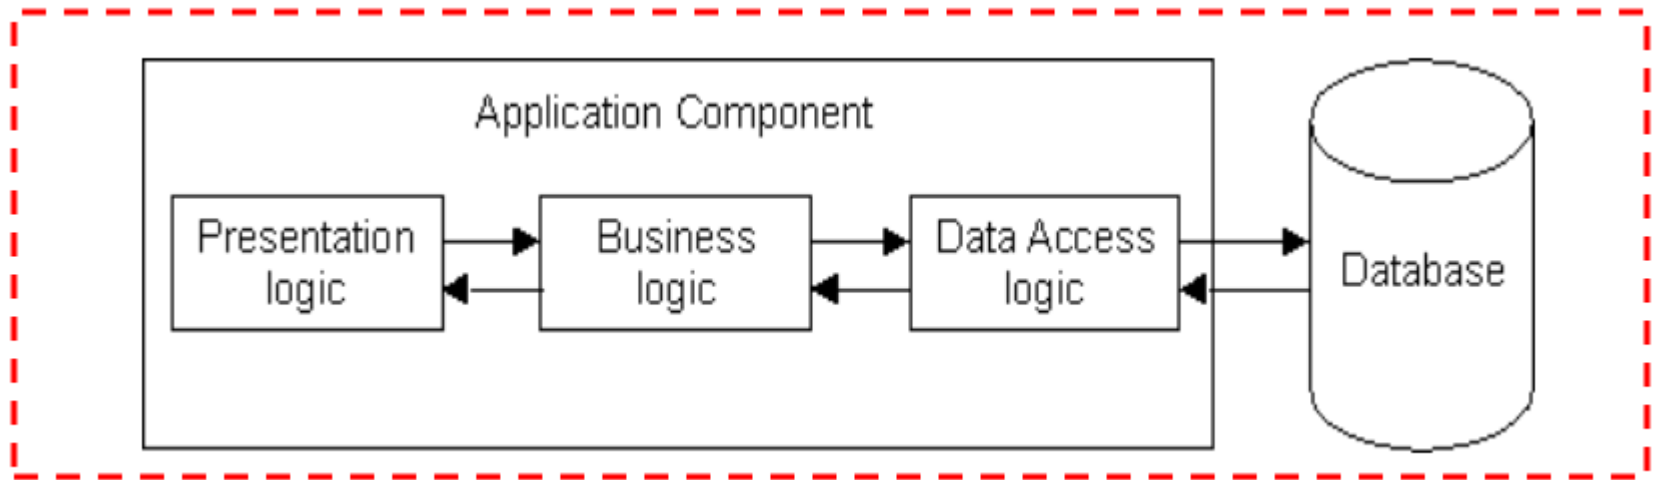 Application Component
Presentation
logic
Business
logic
Data Access
logic
Database